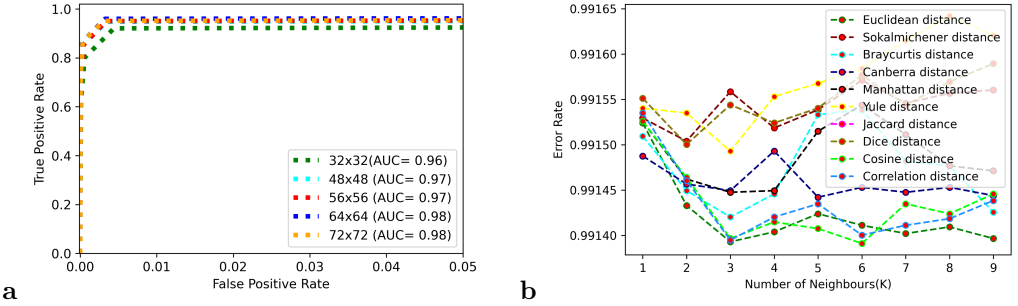 1.0
0.8
0.6
0.4
0.2
0.0
True Positive Rate
0.00 0.01 0.02 0.03 0.04 0.05
False Positive Rate
32x32(AUC= 0.96)
48x48 (AUC= 0.97)
56x56 (AUC= 0.97)
64x64 (AUC= 0.98)
72x72 (AUC= 0.98)
a
0.99165
0.99160
0.99155
0.99150
0.99145
0.99140
Error Rate
1 2 3 4 5 6 7 8 9
Number of Neighbours(K)
Euclidean distance
Sokalmichener distance
Braycurtis distance
Canberra distance
Manhattan distance
Yule distance
Jaccard distance
Dice distance
Cosine distance
Correlation distance
b